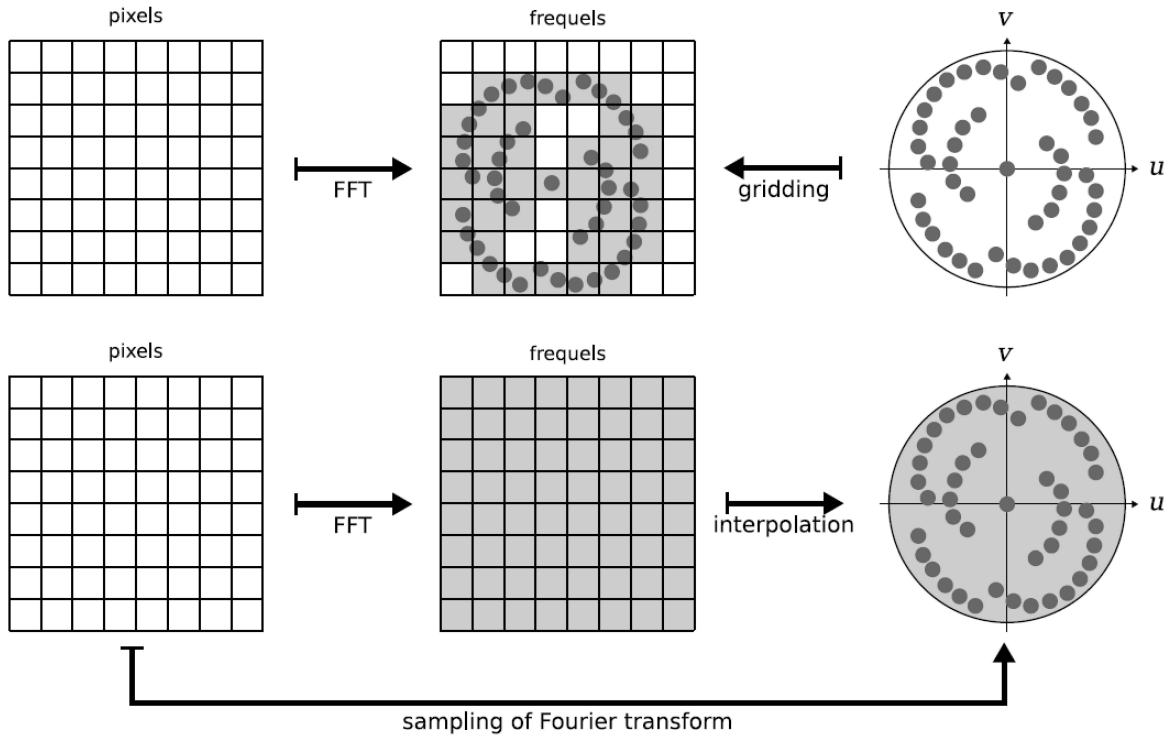 pixels
frequels
v
u
FFT
gridding
pixels
frequels
v
u
FFT
interpolation
sampling of Fourier transform